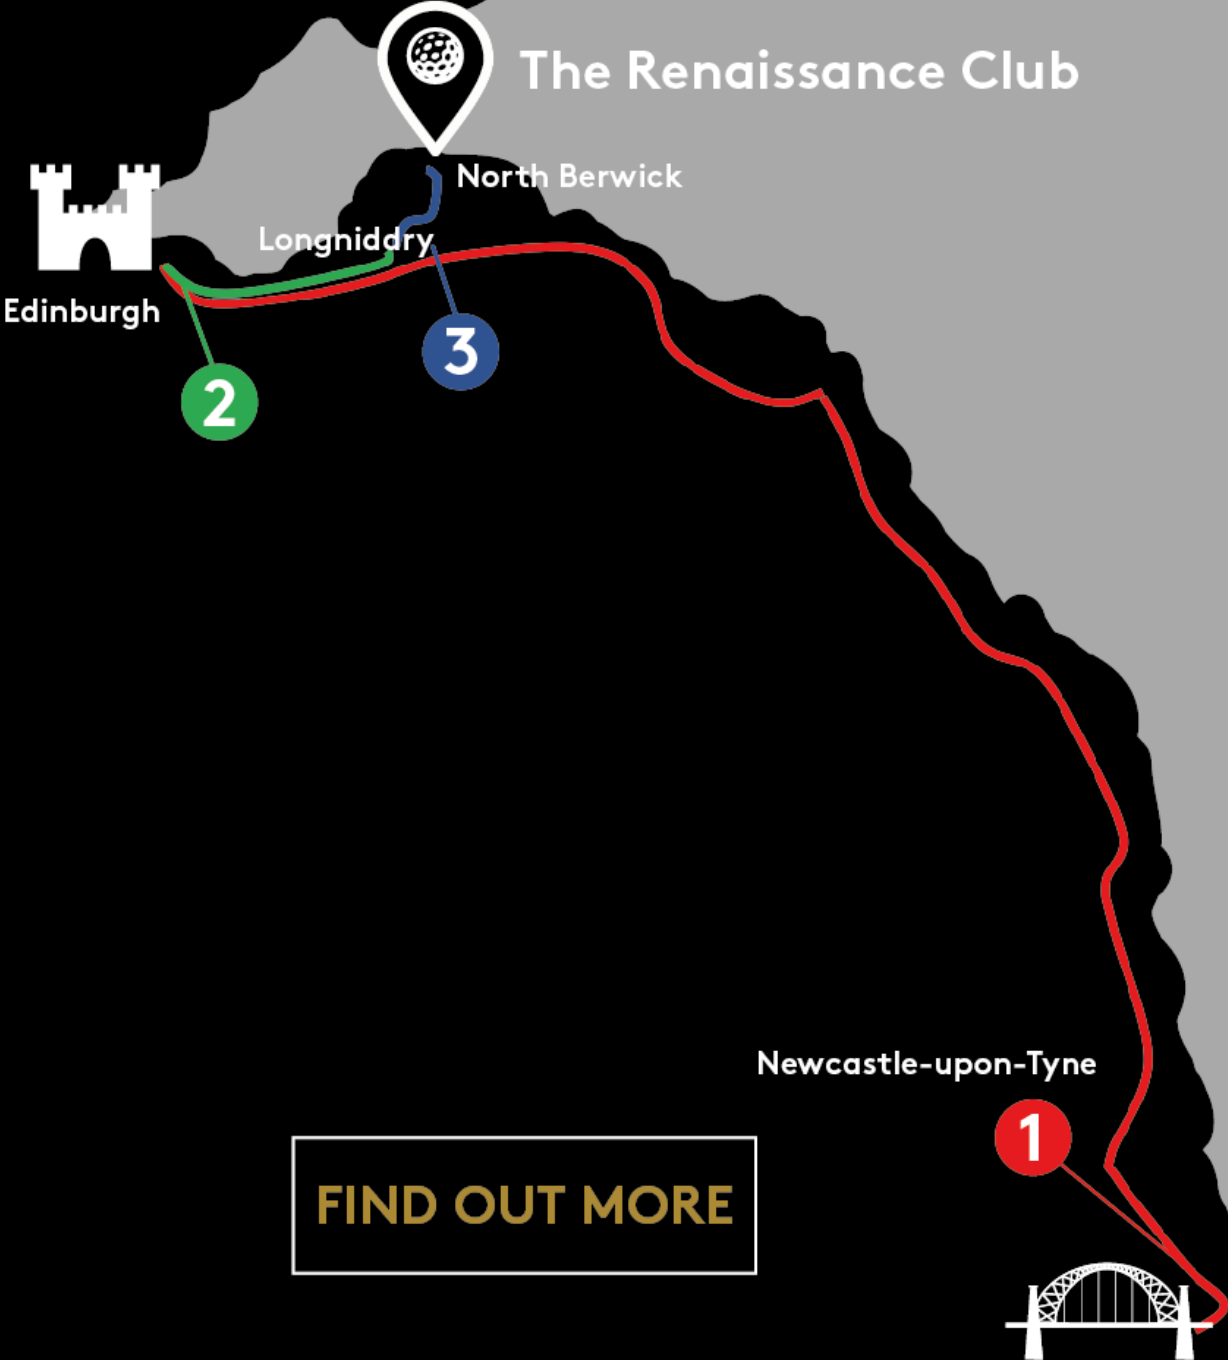 The Renaissance Club
North Berwick
Longniddry
Edinburgh
3
2
Newcastle-upon-Tyne
1
FIND OUT MORE